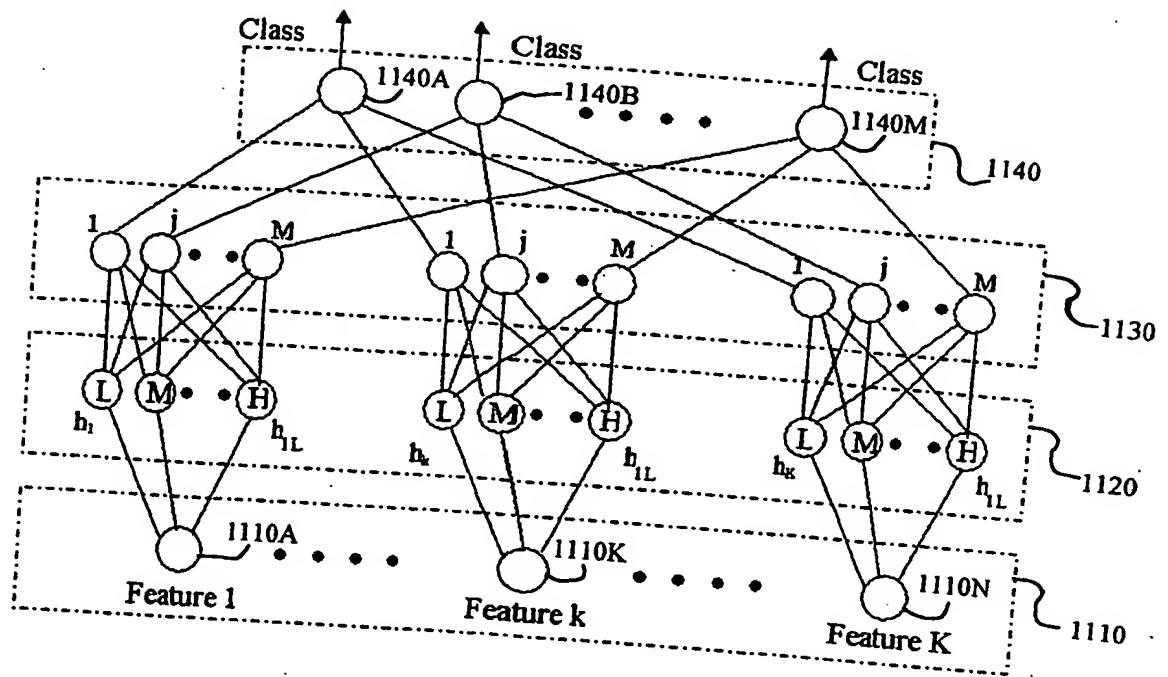 Class
Class
Class
1140A
1140B
1140M
1140
1
j
M
1
j
M
1
j
M
1130
L
M
H
L
M
H
L
M
H
h1
h1L
hk
h1L
hK
h1L
1120
1110A
1110K
1110N
Feature 1
Feature k
Feature K
1110